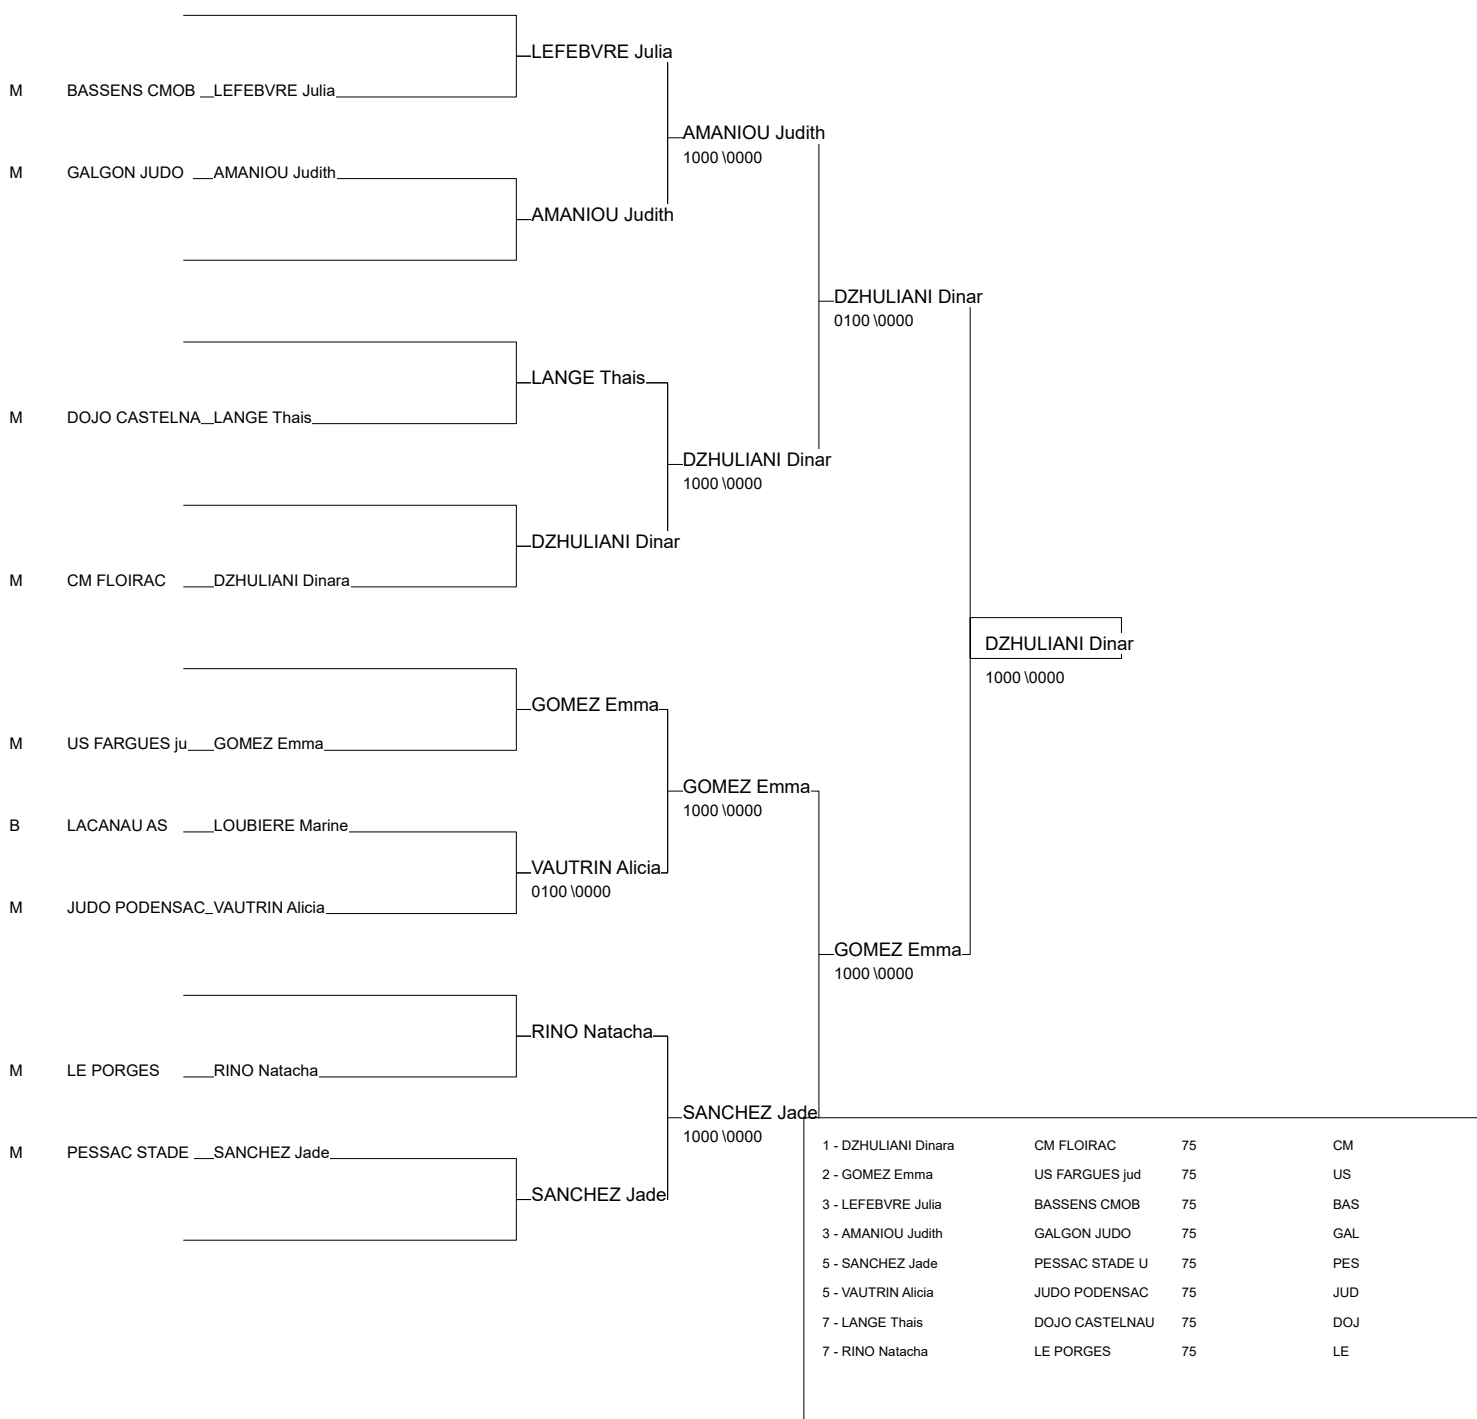 LEFEBVRE Julia
M BASSENS CMOB LEFEBVRE Julia
AMANIOU Judith
1000 \0000
M GALGON JUDO AMANIOU Judith
AMANIOU Judith
DZHULIANI Dinar
0100 \0000
LANGE Thais
M DOJO CASTELNA LANGE Thais
DZHULIANI Dinar
1000 \0000
DZHULIANI Dinar
M CM FLOIRAC DZHULIANI Dinara
DZHULIANI Dinar
1000 \0000
GOMEZ Emma
M US FARGUES ju GOMEZ Emma
GOMEZ Emma
1000 \0000
B LACANAU AS LOUBIERE Marine
VAUTRIN Alicia
0100 \0000
M JUDO PODENSAC VAUTRIN Alicia
GOMEZ Emma
1000 \0000
RINO Natacha
M LE PORGES RINO Natacha
SANCHEZ Jade
1000 \0000
M PESSAC STADE SANCHEZ Jade
SANCHEZ Jade
1 - DZHULIANI Dinara CM FLOIRAC 75 CM
2 - GOMEZ Emma US FARGUES jud 75 US
3 - LEFEBVRE Julia BASSENS CMOB 75 BAS
3 - AMANIOU Judith GALGON JUDO 75 GAL
5 - SANCHEZ Jade PESSAC STADE U 75 PES
5 - VAUTRIN Alicia JUDO PODENSAC 75 JUD
7 - LANGE Thais DOJO CASTELNAU 75 DOJ
7 - RINO Natacha LE PORGES 75 LE